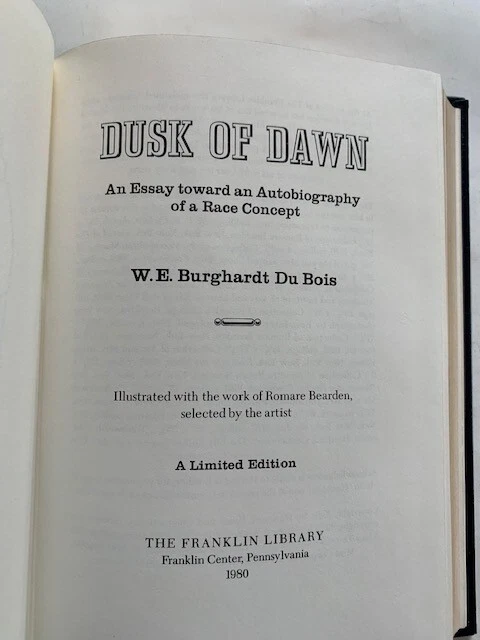 DUSK OF DAWN
An Essay toward an Autobiography
of a Race Concept
W. E. Burghardt Du Bois
Illustrated with the work of Romare Bearden,
selected by the artist
A Limited Edition
THE FRANKLIN LIBRARY
Franklin Center, Pennsylvania
1980